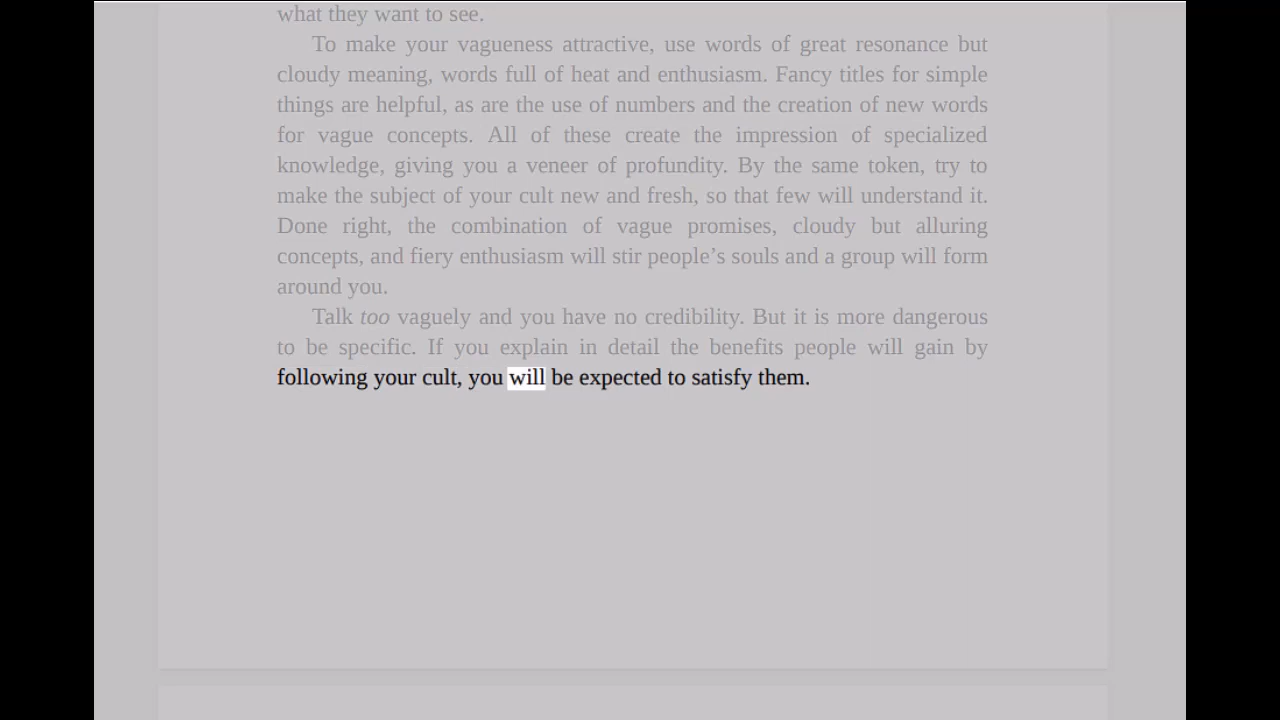 what they want to see.
To make your vagueness attractive, use words of great resonance but
cloudy meaning, words full of heat and enthusiasm. Fancy titles for simple
things are helpful, as are the use of numbers and the creation of new words
for vague concepts. All of these create the impression of specialized
knowledge, giving you a veneer of profundity. By the same token, try to
make the subject of your cult new and fresh, so that few will understand it.
Done right, the combination of vague promises, cloudy but alluring
concepts, and fiery enthusiasm will stir people’s souls and a group will form
around you.
Talk too vaguely and you have no credibility. But it is more dangerous
to be specific. If you explain in detail the benefits people will gain by
following your cult, you will be expected to satisfy them.